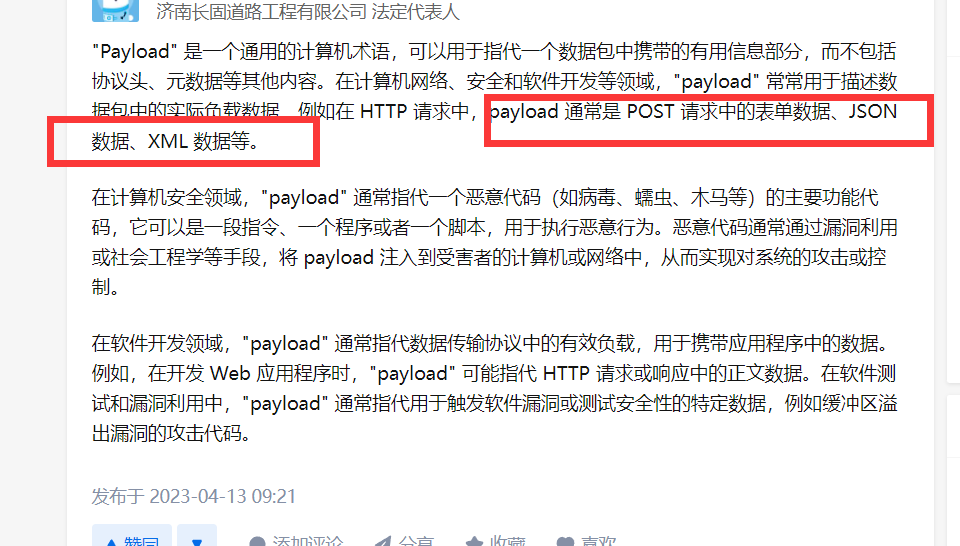 济南长固道路工程有限公司 法定代表人
"Payload" 是一个通用的计算机术语，可以用于指代一个数据包中携带的有用信息部分，而不包括
协议头、元数据等其他内容。在计算机网络、安全和软件开发等领域，"payload" 常常用于描述数
据包中的实际负载数据，例如在 HTTP 请求中，payload 通常是 POST 请求中的表单数据、JSON
数据、XML 数据等。
在计算机安全领域，"payload" 通常指代一个恶意代码（如病毒、蠕虫、木马等）的主要功能代
码，它可以是一段指令、一个程序或者一个脚本，用于执行恶意行为。恶意代码通常通过漏洞利用
或社会工程学等手段，将 payload 注入到受害者的计算机或网络中，从而实现对系统的攻击或控
制。
在软件开发领域，"payload" 通常指代数据传输协议中的有效负载，用于携带应用程序中的数据。
例如，在开发 Web 应用程序时，"payload" 可能指代 HTTP 请求或响应中的正文数据。在软件测
试和漏洞利用中，"payload" 通常指代用于触发软件漏洞或测试安全性的特定数据，例如缓冲区溢
出漏洞的攻击代码。
发布于 2023-04-13 09:21
赞同 添加评论 分享 收藏 喜欢